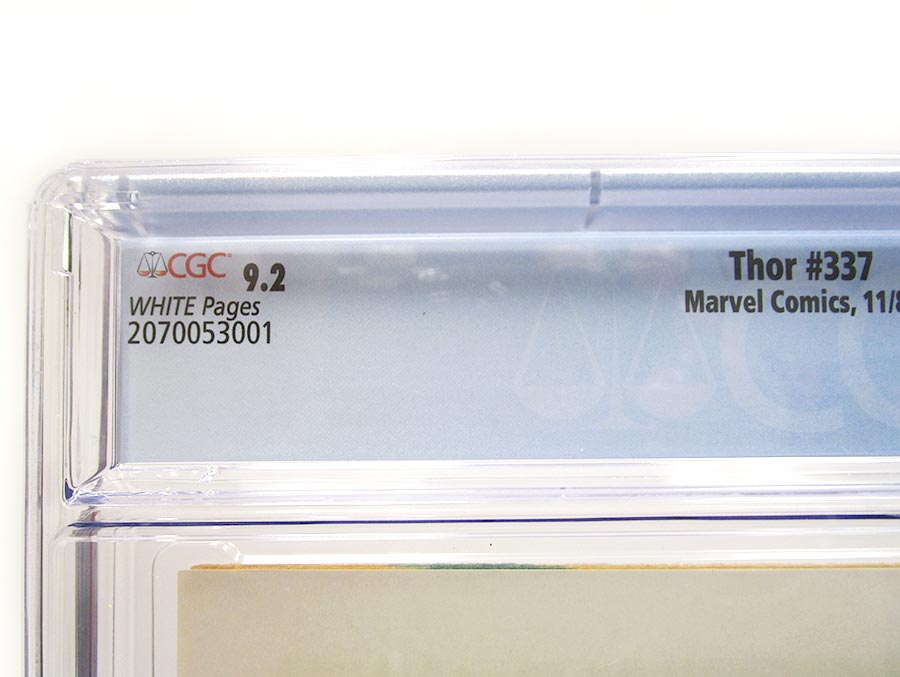 CGC 9.2
WHITE Pages
2070053001
Thor #337
Marvel Comics, 11/8